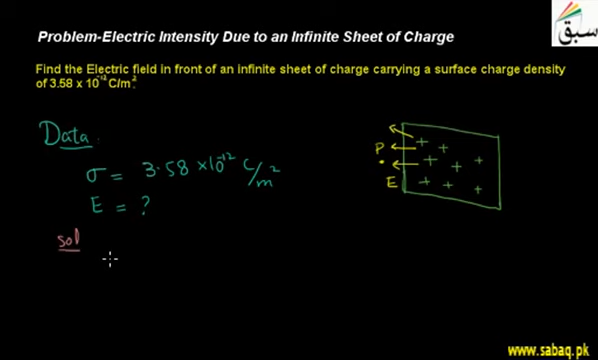 Problem-Electric Intensity Due to an Infinite Sheet of Charge
سبق
Find the Electric field in front of an infinite sheet of charge carrying a surface charge density
of 3.58 x 10⁻¹² C/m².
Data.
σ = 3.58 × 10⁻¹² C/m²
E = ?
sol
P
E
+ + + + + + + +
www.sabaq.pk